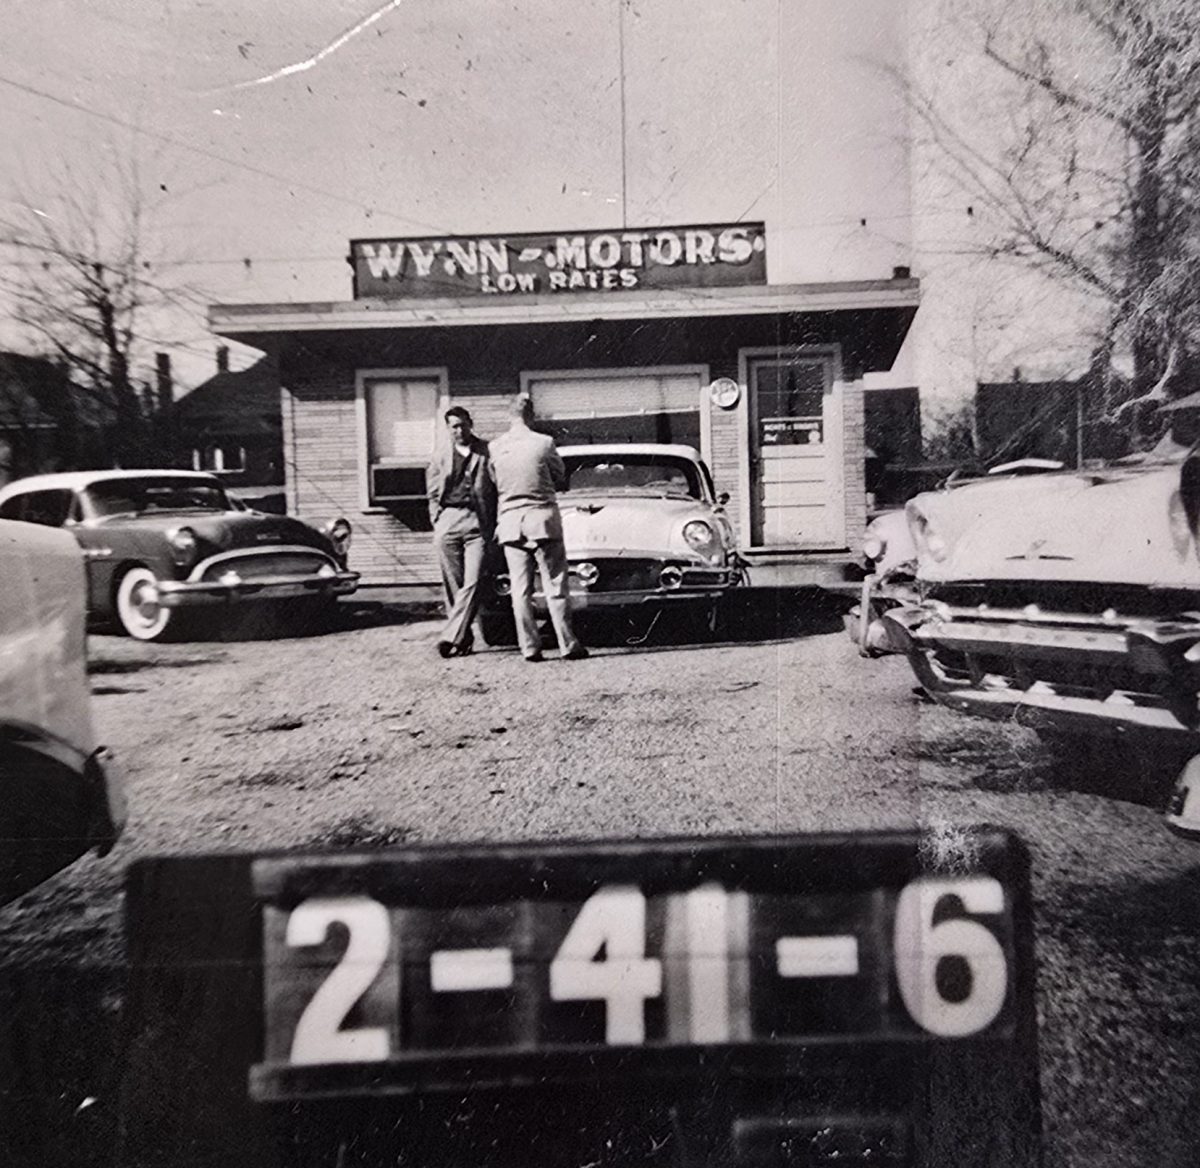 WYNN - MOTORS
LOW RATES
2-41-6